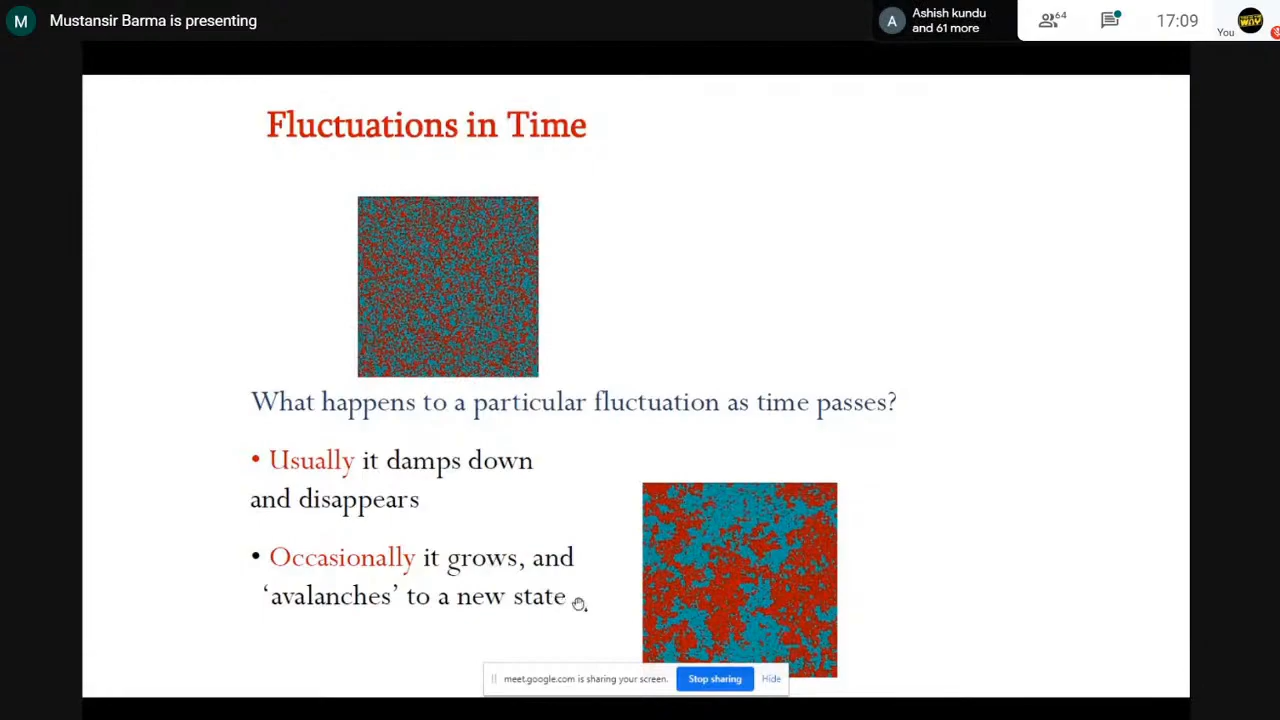 M Mustansir Barma is presenting
A Ashish kundu
and 61 more
64
17:09
You
Fluctuations in Time
What happens to a particular fluctuation as time passes?
• Usually it damps down
and disappears
• Occasionally it grows, and
‘avalanches’ to a new state
meet.google.com is sharing your screen. Stop sharing Hide